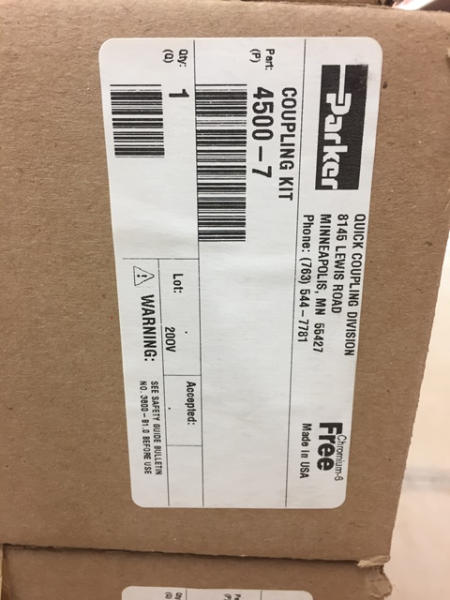 Parker
QUICK COUPLING DIVISION
8145 LEWIS ROAD
MINNEAPOLIS, MN 55427
Phone: (763) 544-7781
Chromium-6
Free
Made in USA
COUPLING KIT
Part:
(P)
4500-7
Qty:
(Q)
1
Lot:
200V
Accepted:
WARNING:
SEE SAFETY GUIDE BULLETIN
NO. 3800-B1.0 BEFORE USE
Part:
(P)
Qty:
(Q)